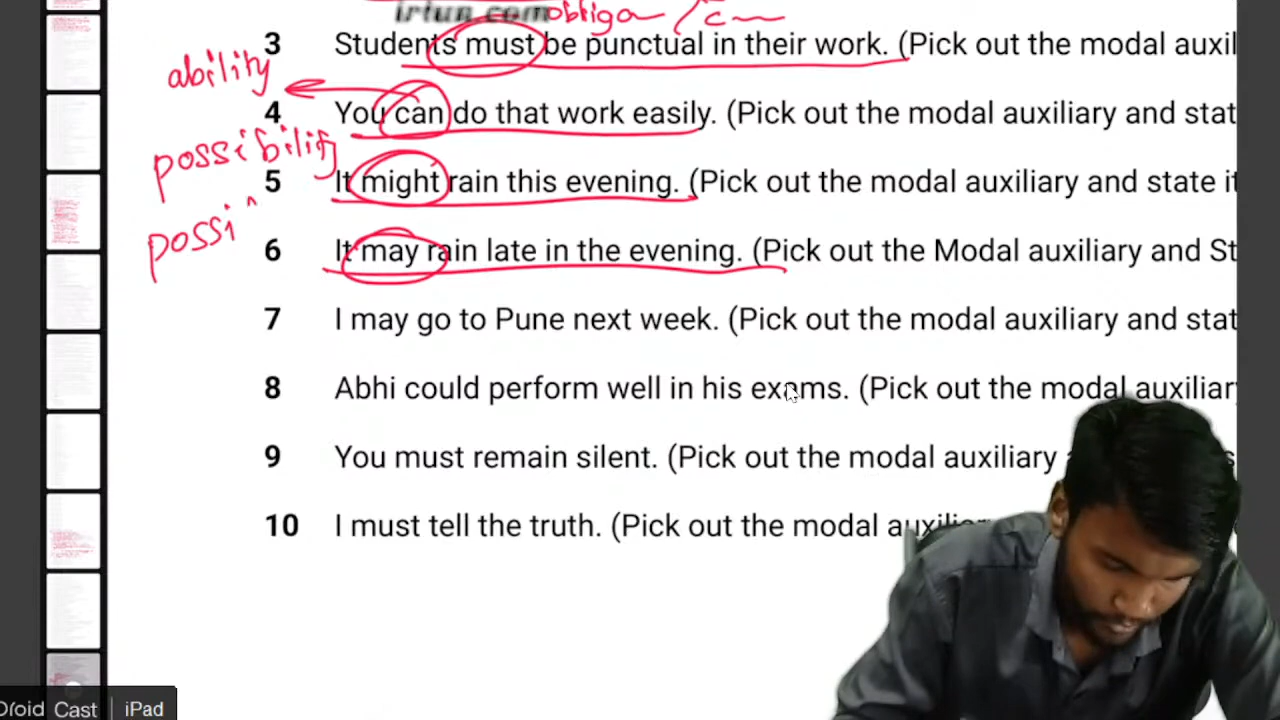 irtun.com obliga / c
3 Students must be punctual in their work. (Pick out the modal auxil
ability
4 You can do that work easily. (Pick out the modal auxiliary and stat
possibility
5 It might rain this evening. (Pick out the modal auxiliary and state it
possi
6 It may rain late in the evening. (Pick out the Modal auxiliary and St
7 I may go to Pune next week. (Pick out the modal auxiliary and stat
8 Abhi could perform well in his exams. (Pick out the modal auxiliar
9 You must remain silent. (Pick out the modal auxiliary
10 I must tell the truth. (Pick out the modal auxiliar
Droid Cast | iPad